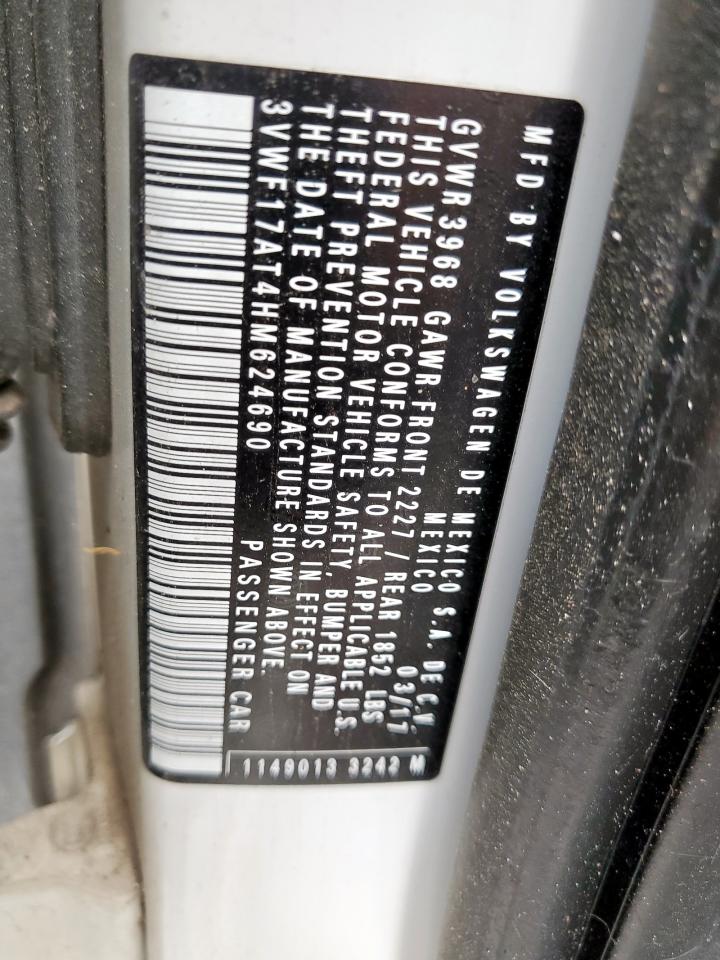 MFD BY VOLKSWAGEN DE MEXICO S.A. DE C.V.
MEXICO 03/17
GVWR 3968 GAWR FRONT 2227 / REAR 1852 LBS
THIS VEHICLE CONFORMS TO ALL APPLICABLE U.S.
FEDERAL MOTOR VEHICLE SAFETY, BUMPER AND
THEFT PREVENTION STANDARDS IN EFFECT ON
THE DATE OF MANUFACTURE SHOWN ABOVE.
3VWF17AT4HM624690 PASSENGER CAR
1149013 3242 M